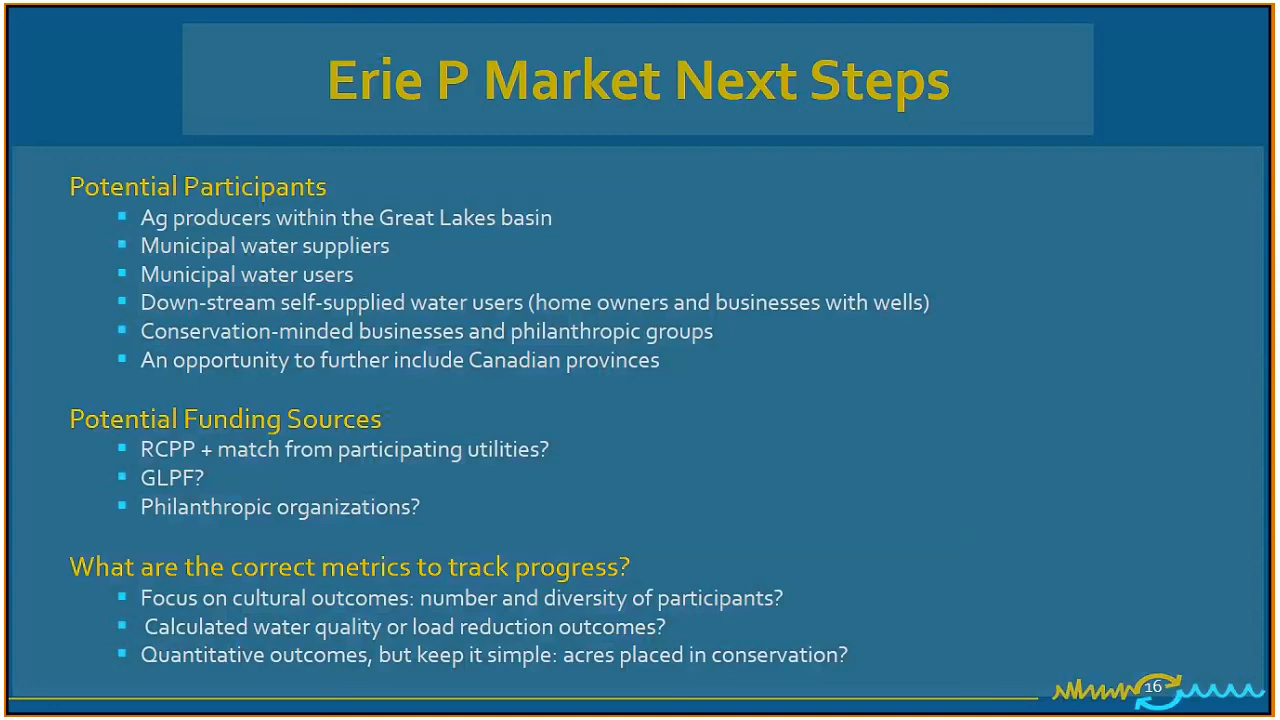 Erie P Market Next Steps
Potential Participants
Ag producers within the Great Lakes basin
Municipal water suppliers
Municipal water users
Down-stream self-supplied water users (home owners and businesses with wells)
Conservation-minded businesses and philanthropic groups
An opportunity to further include Canadian provinces
Potential Funding Sources
RCPP + match from participating utilities?
GLPF?
Philanthropic organizations?
What are the correct metrics to track progress?
Focus on cultural outcomes: number and diversity of participants?
Calculated water quality or load reduction outcomes?
Quantitative outcomes, but keep it simple: acres placed in conservation?
16